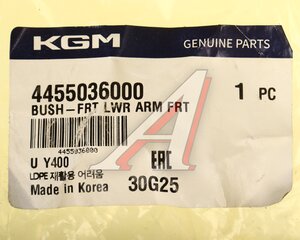 KGM GENUINE PARTS
4455036000 1 PC
BUSH-FRT LWR ARM FRT
4455036000
U Y400 EAC
LDPE 재활용 어려움
Made in Korea 30G25